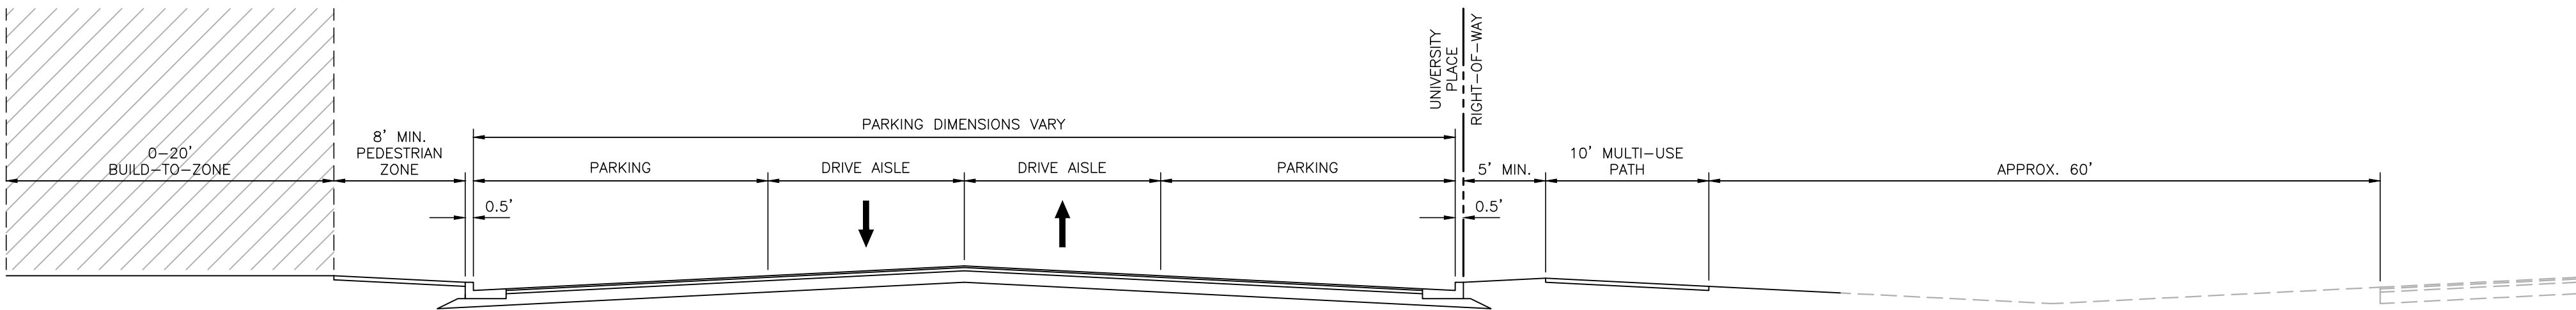 UNIVERSITY
PLACE
RIGHT-OF-WAY
PARKING DIMENSIONS VARY
0-20'
BUILD-TO-ZONE
8' MIN.
PEDESTRIAN
ZONE
PARKING
DRIVE AISLE
DRIVE AISLE
PARKING
5' MIN.
10' MULTI-USE
PATH
APPROX. 60'
0.5'
0.5'